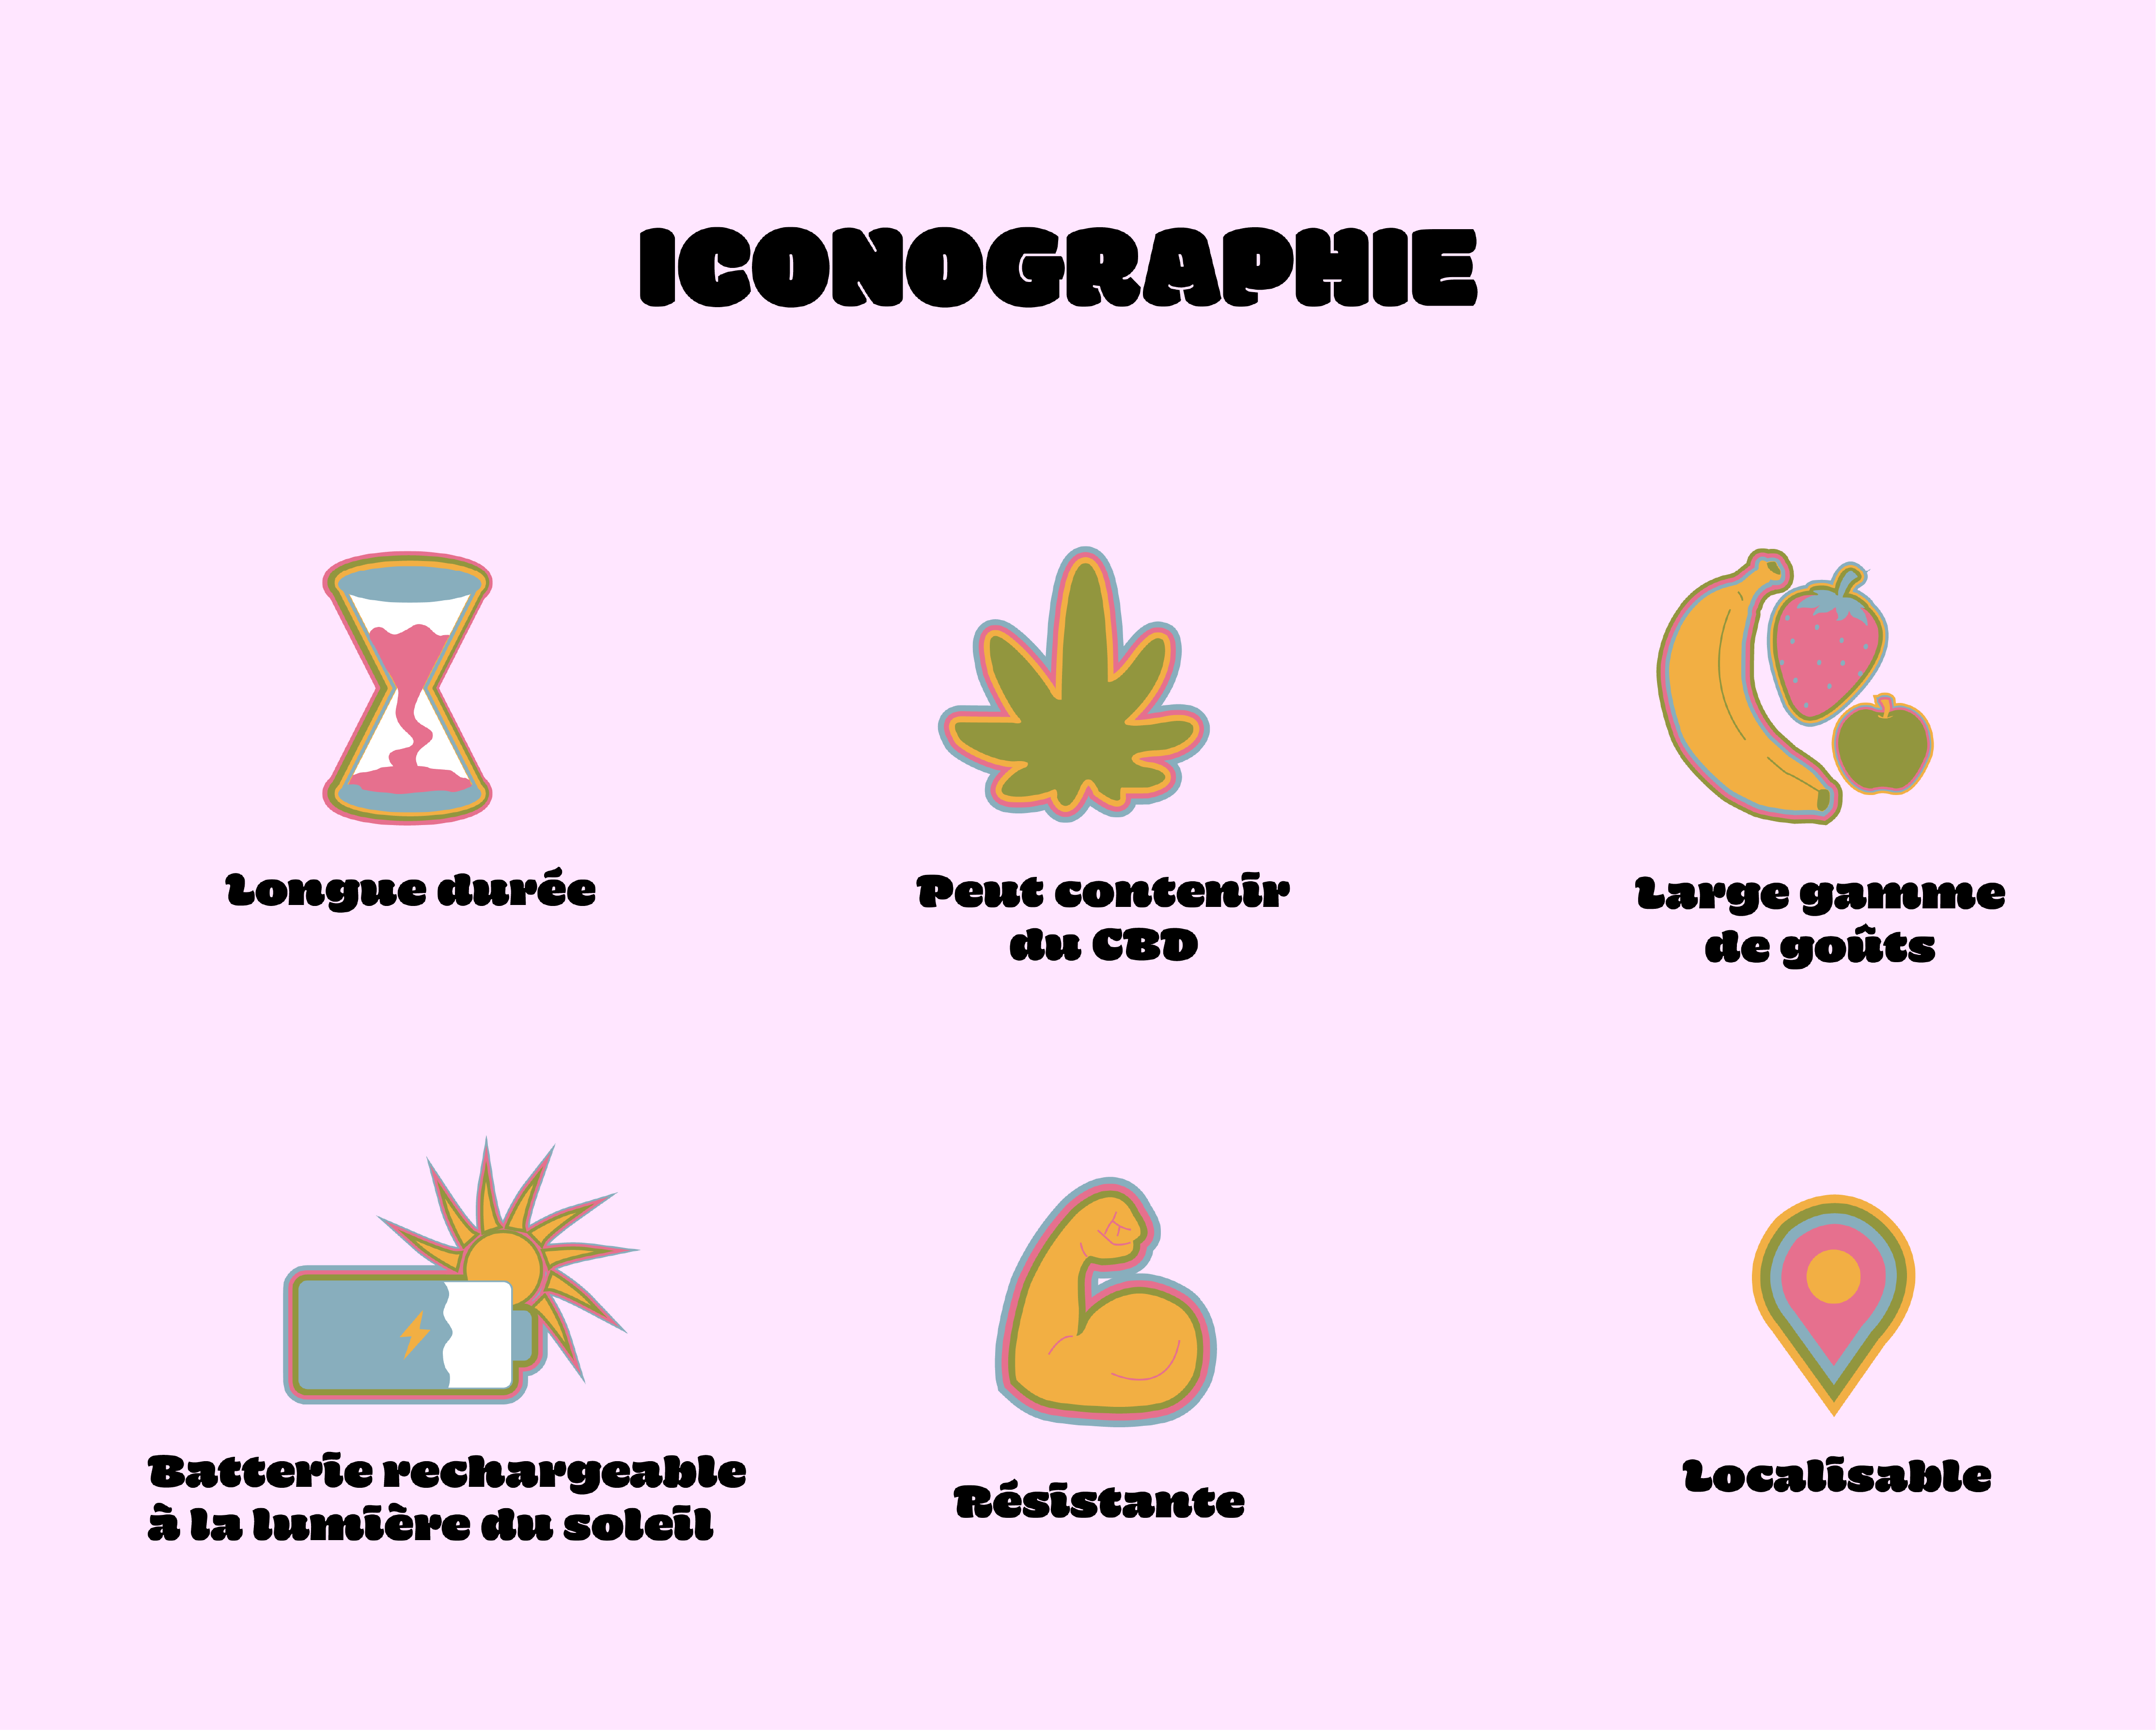 ICONOGRAPHIE
Longue durée
Peut contenir
du CBD
Large gamme
de goûts
Batterie rechargeable
à la lumière du soleil
Résistante
Localisable